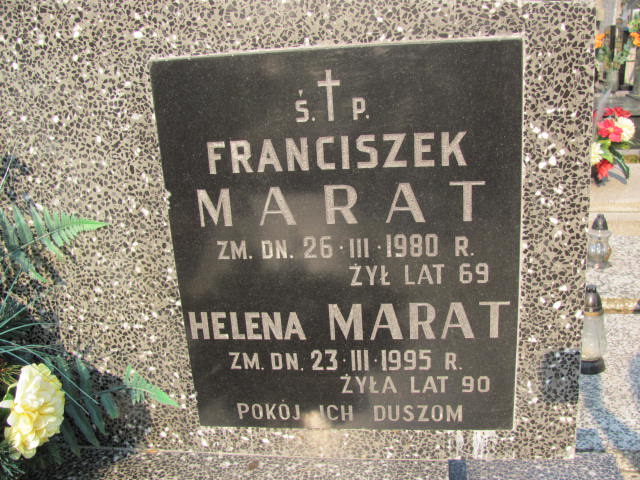 Ś. † P.
FRANCISZEK
MARAT
ZM. DN. 26·III·1980 R.
ŻYŁ LAT 69
HELENA MARAT
ZM. DN. 23·III·1995 R.
ŻYŁA LAT 90
POKÓJ ICH DUSZOM